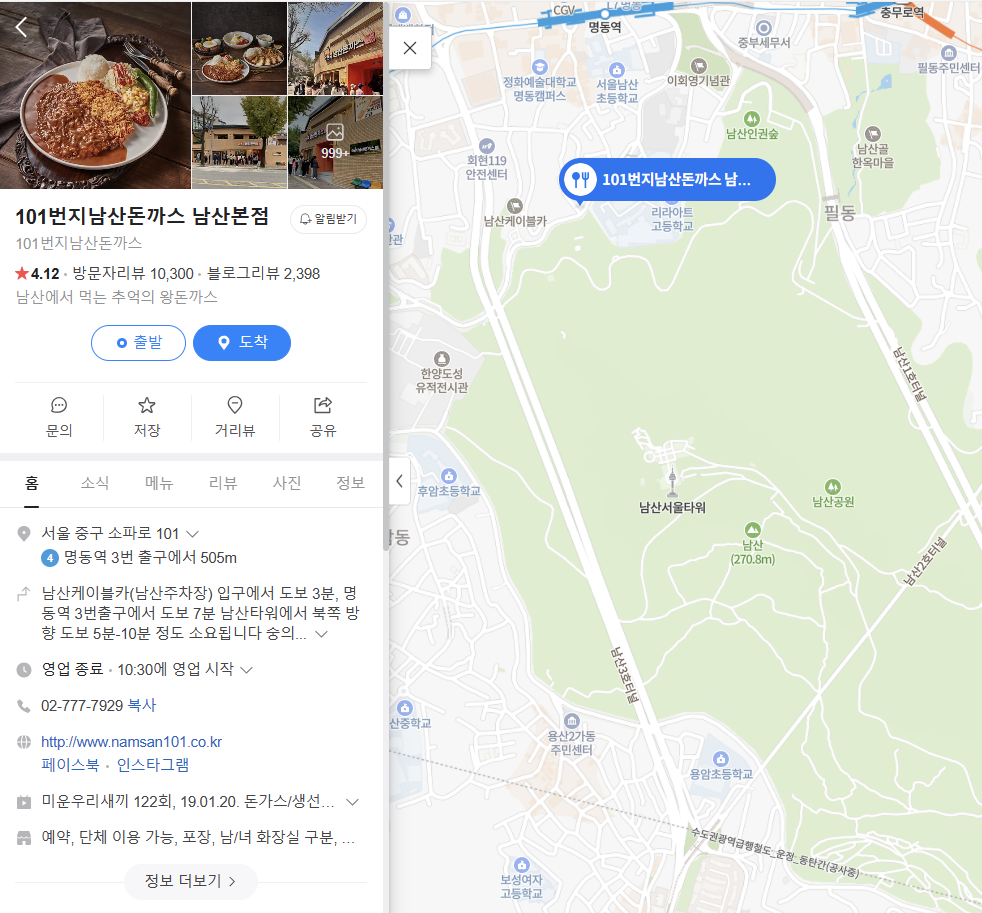 999+
101번지남산돈까스 남산본점
알림받기
101번지남산돈까스
4.12 · 방문자리뷰 10,300 · 블로그리뷰 2,398
남산에서 먹는 추억의 왕돈까스
출발
도착
문의
저장
거리뷰
공유
홈
소식
메뉴
리뷰
사진
정보
서울 중구 소파로 101
4 명동역 3번 출구에서 505m
남산케이블카(남산주차장) 입구에서 도보 3분, 명
동역 3번출구에서 도보 7분 남산타워에서 북쪽 방
향 도보 5분-10분 정도 소요됩니다 숭의...
영업 종료 · 10:30에 영업 시작
02-777-7929 복사
http://www.namsan101.co.kr
페이스북 · 인스타그램
미운우리새끼 122회, 19.01.20. 돈가스/생선...
예약, 단체 이용 가능, 포장, 남/녀 화장실 구분, ...
정보 더보기
CGV
L7명동
명동역
충무로역
중부세무서
필동주민센터
정화예술대학교
명동캠퍼스
서울남산
초등학교
이회영기념관
남산인권숲
남산골
한옥마을
회현119
안전센터
101번지남산돈까스 남...
남산케이블카
리라아트
고등학교
필동
관
한양도성
유적전시관
남산1호터널
후암초등학교
남산서울타워
남산공원
남산
(270.8m)
동
남산2호터널
남산3호터널
산중학교
용산2가동
주민센터
용암초등학교
수도권광역급행철도_운정_동탄간(공사중)
보성여자
고등학교